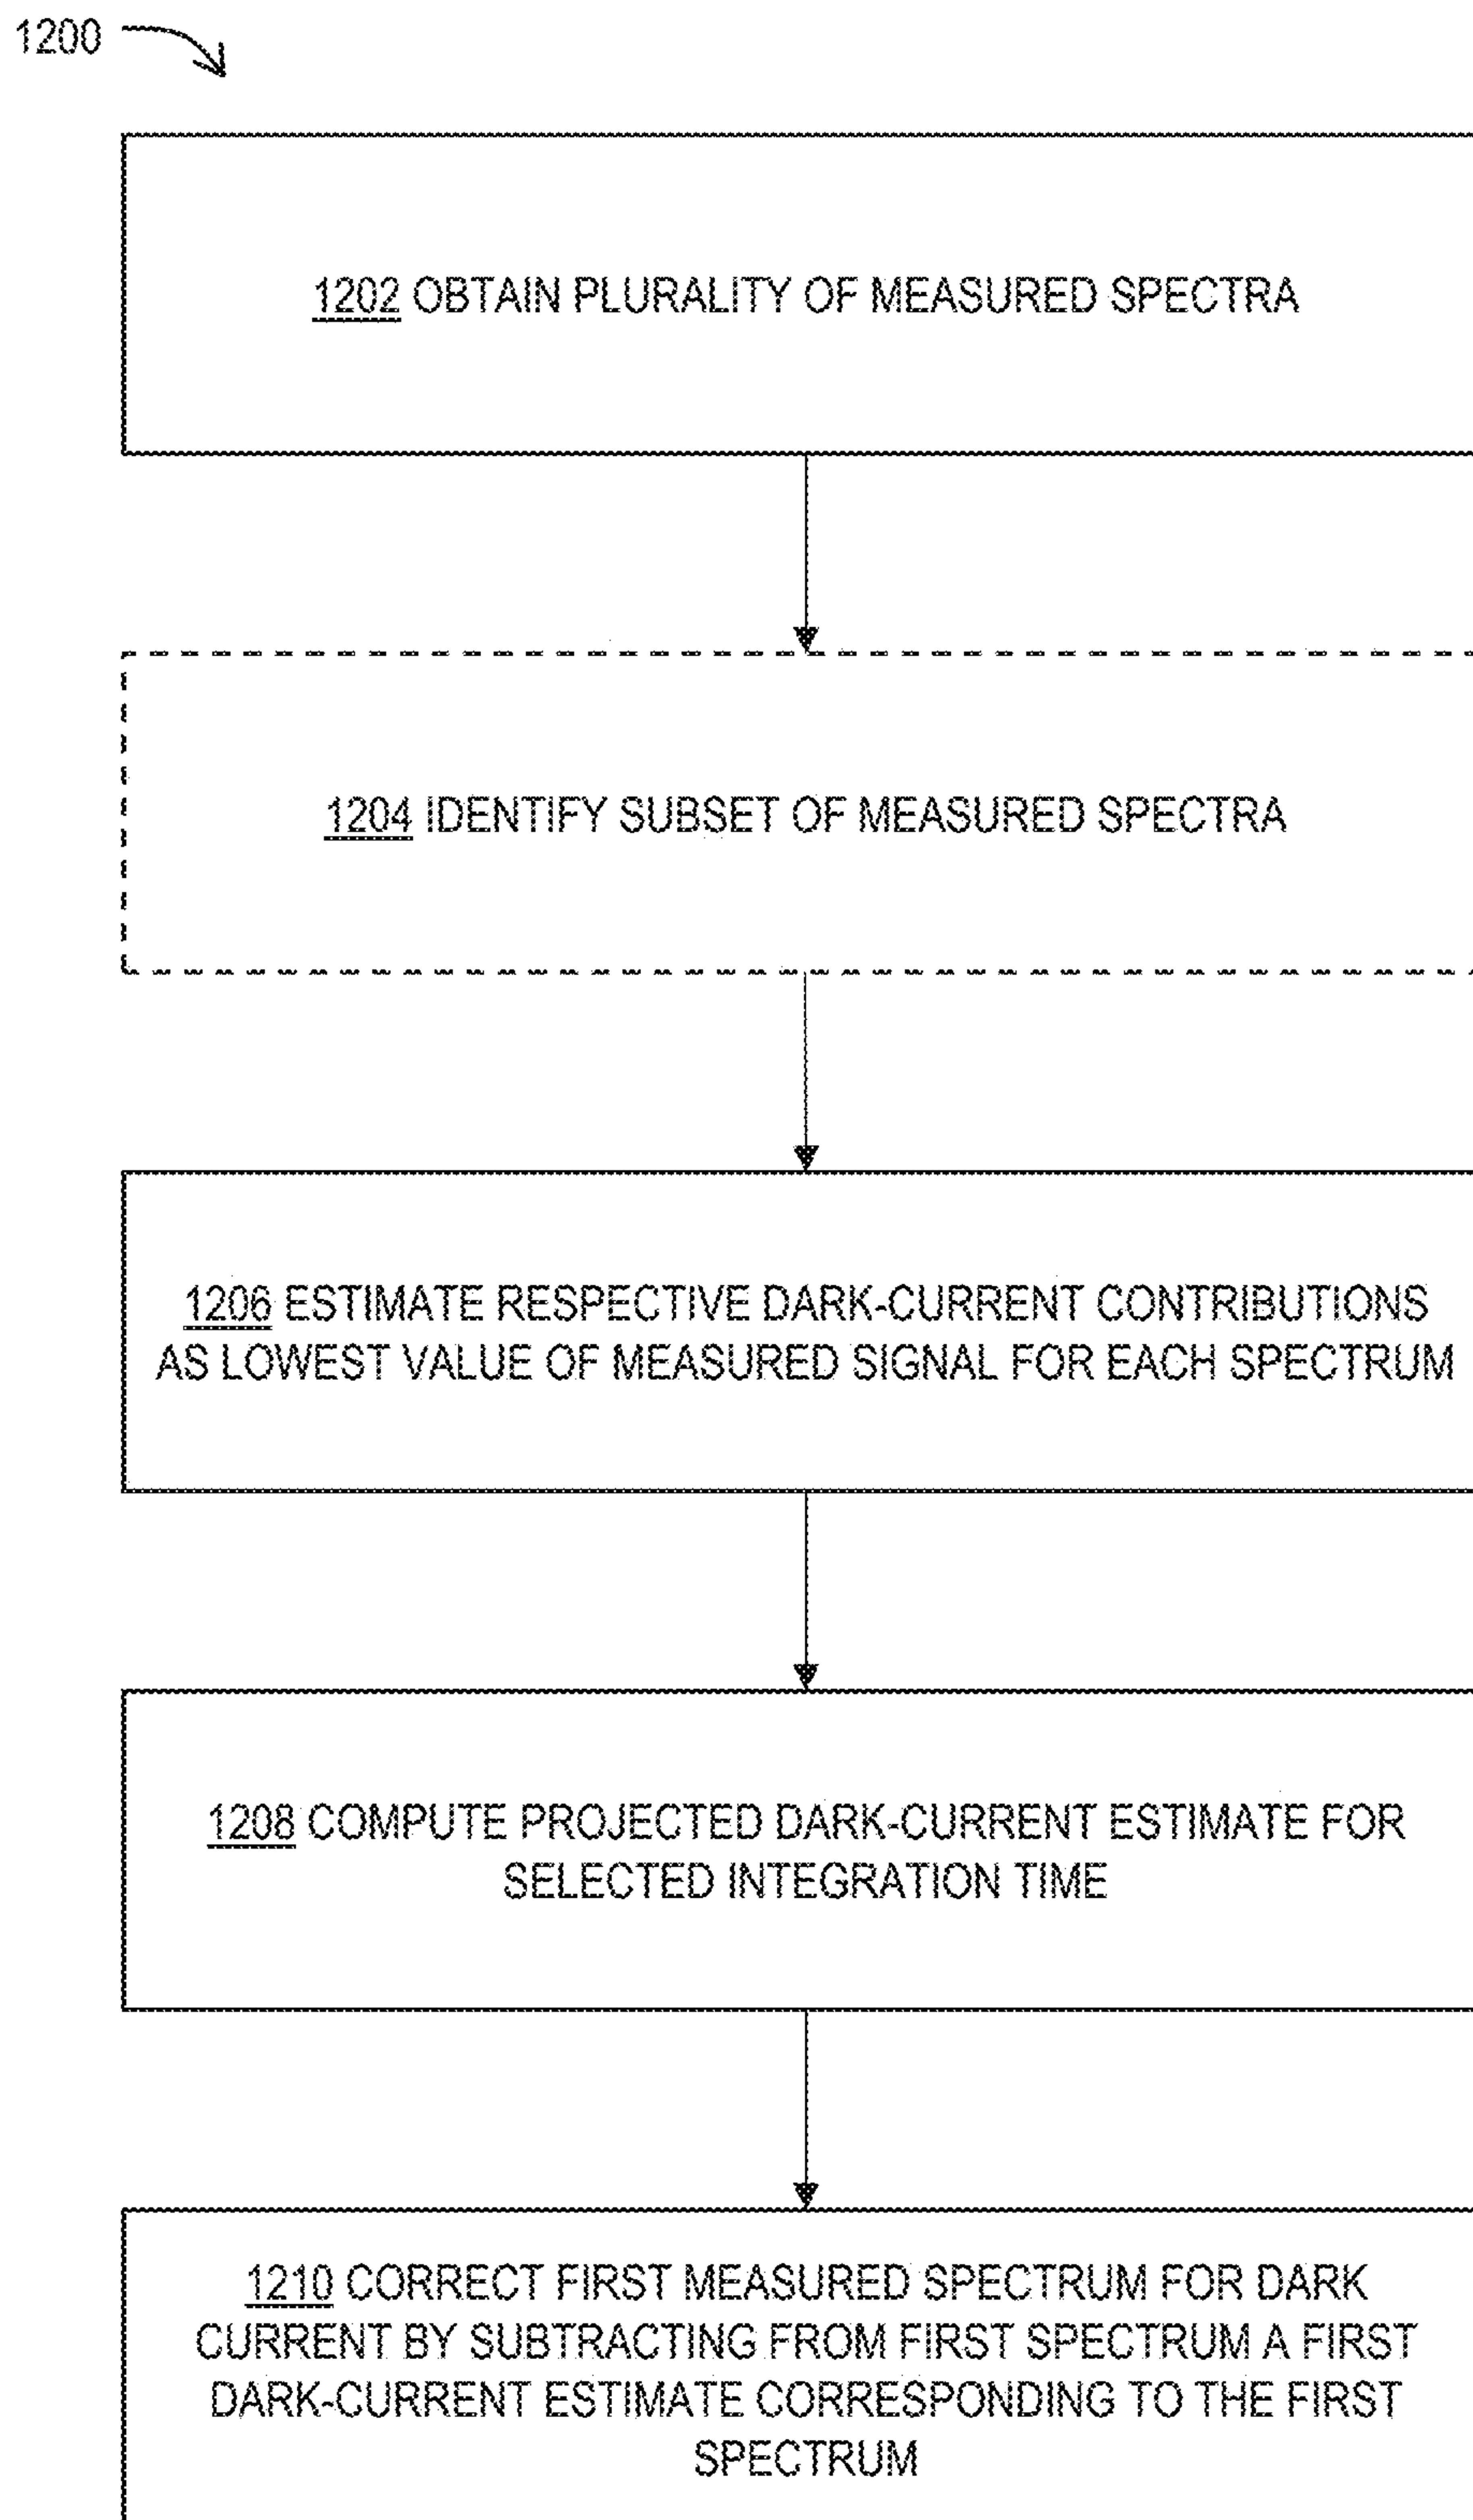 1200
1202 OBTAIN PLURALITY OF MEASURED SPECTRA
1204 IDENTIFY SUBSET OF MEASURED SPECTRA
1206 ESTIMATE RESPECTIVE DARK-CURRENT CONTRIBUTIONS
AS LOWEST VALUE OF MEASURED SIGNAL FOR EACH SPECTRUM
1208 COMPUTE PROJECTED DARK-CURRENT ESTIMATE FOR
SELECTED INTEGRATION TIME
1210 CORRECT FIRST MEASURED SPECTRUM FOR DARK
CURRENT BY SUBTRACTING FROM FIRST SPECTRUM A FIRST
DARK-CURRENT ESTIMATE CORRESPONDING TO THE FIRST
SPECTRUM